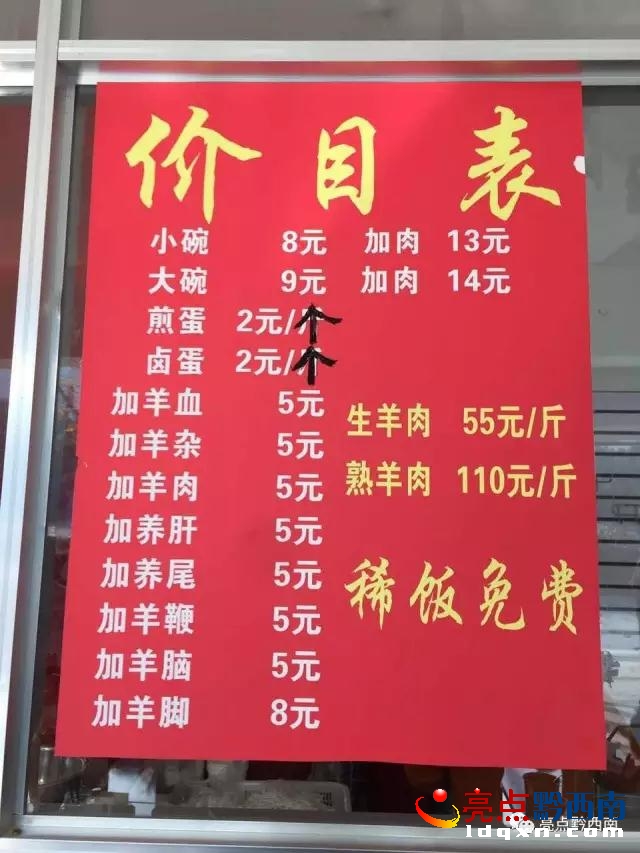 价目表
小碗 8元 加肉 13元
大碗 9元 加肉 14元
煎蛋 2元/个
卤蛋 2元/个
加羊血 5元
加羊杂 5元
加羊肉 5元
加养肝 5元
加养尾 5元
加羊鞭 5元
加羊脑 5元
加羊脚 8元
生羊肉 55元/斤
熟羊肉 110元/斤
稀饭免费
亮点黔西南
亮点黔西南
ldqxn.com